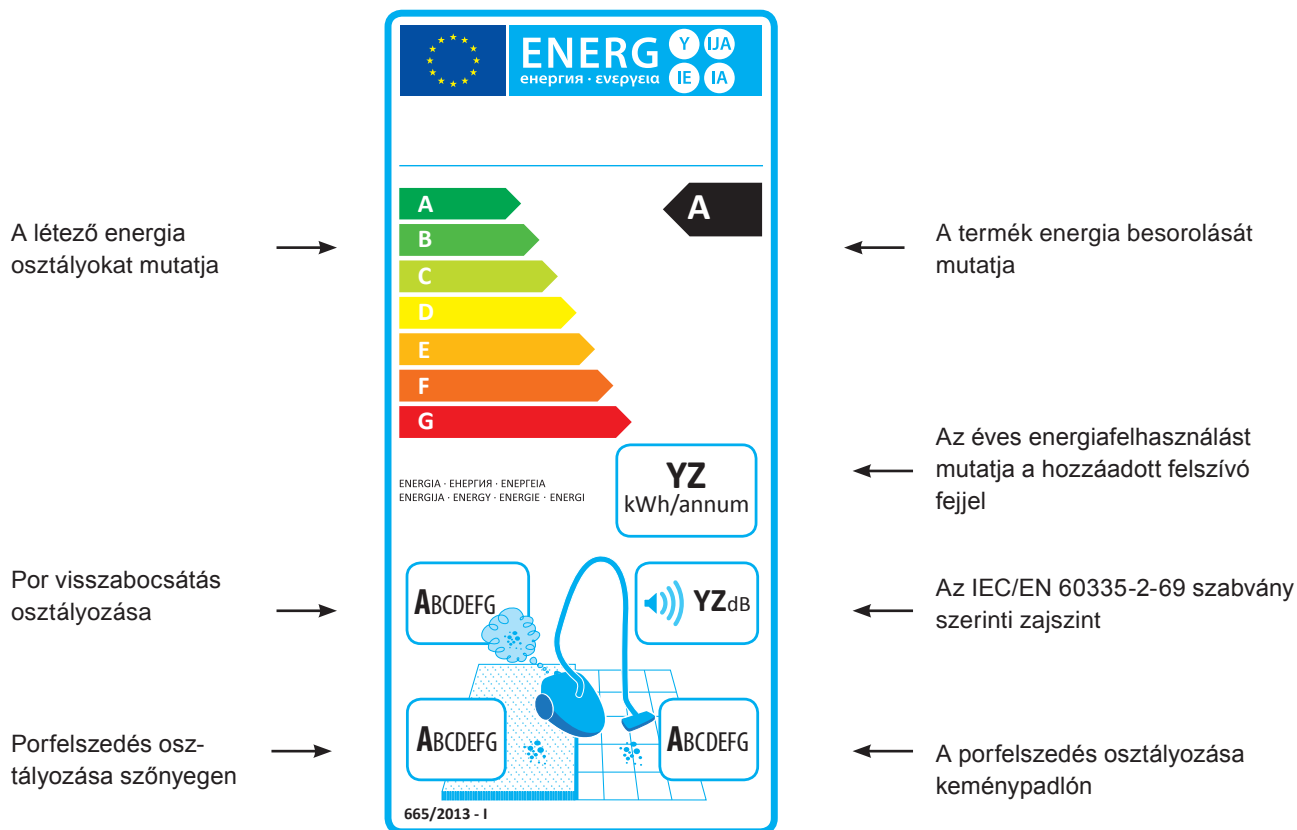 ENERG Y IJA
енергия · ενεργεια IE IA
A
A
B
C
D
E
F
G
A létező energia
osztályokat mutatja
A termék energia besorolását
mutatja
ENERGIA · ЕНЕРГИЯ · ΕΝΕΡΓΕΙΑ
ENERGIJA · ENERGY · ENERGIE · ENERGI
YZ
kWh/annum
Az éves energiafelhasználást
mutatja a hozzáadott felszívó
fejjel
Por visszabocsátás
osztályozása
ABCDEFG
YZdB
Az IEC/EN 60335-2-69 szabvány
szerinti zajszint
Porfelszedés osz-
tályozása szőnyegen
ABCDEFG
ABCDEFG
A porfelszedés osztályozása
keménypadlón
665/2013 - I